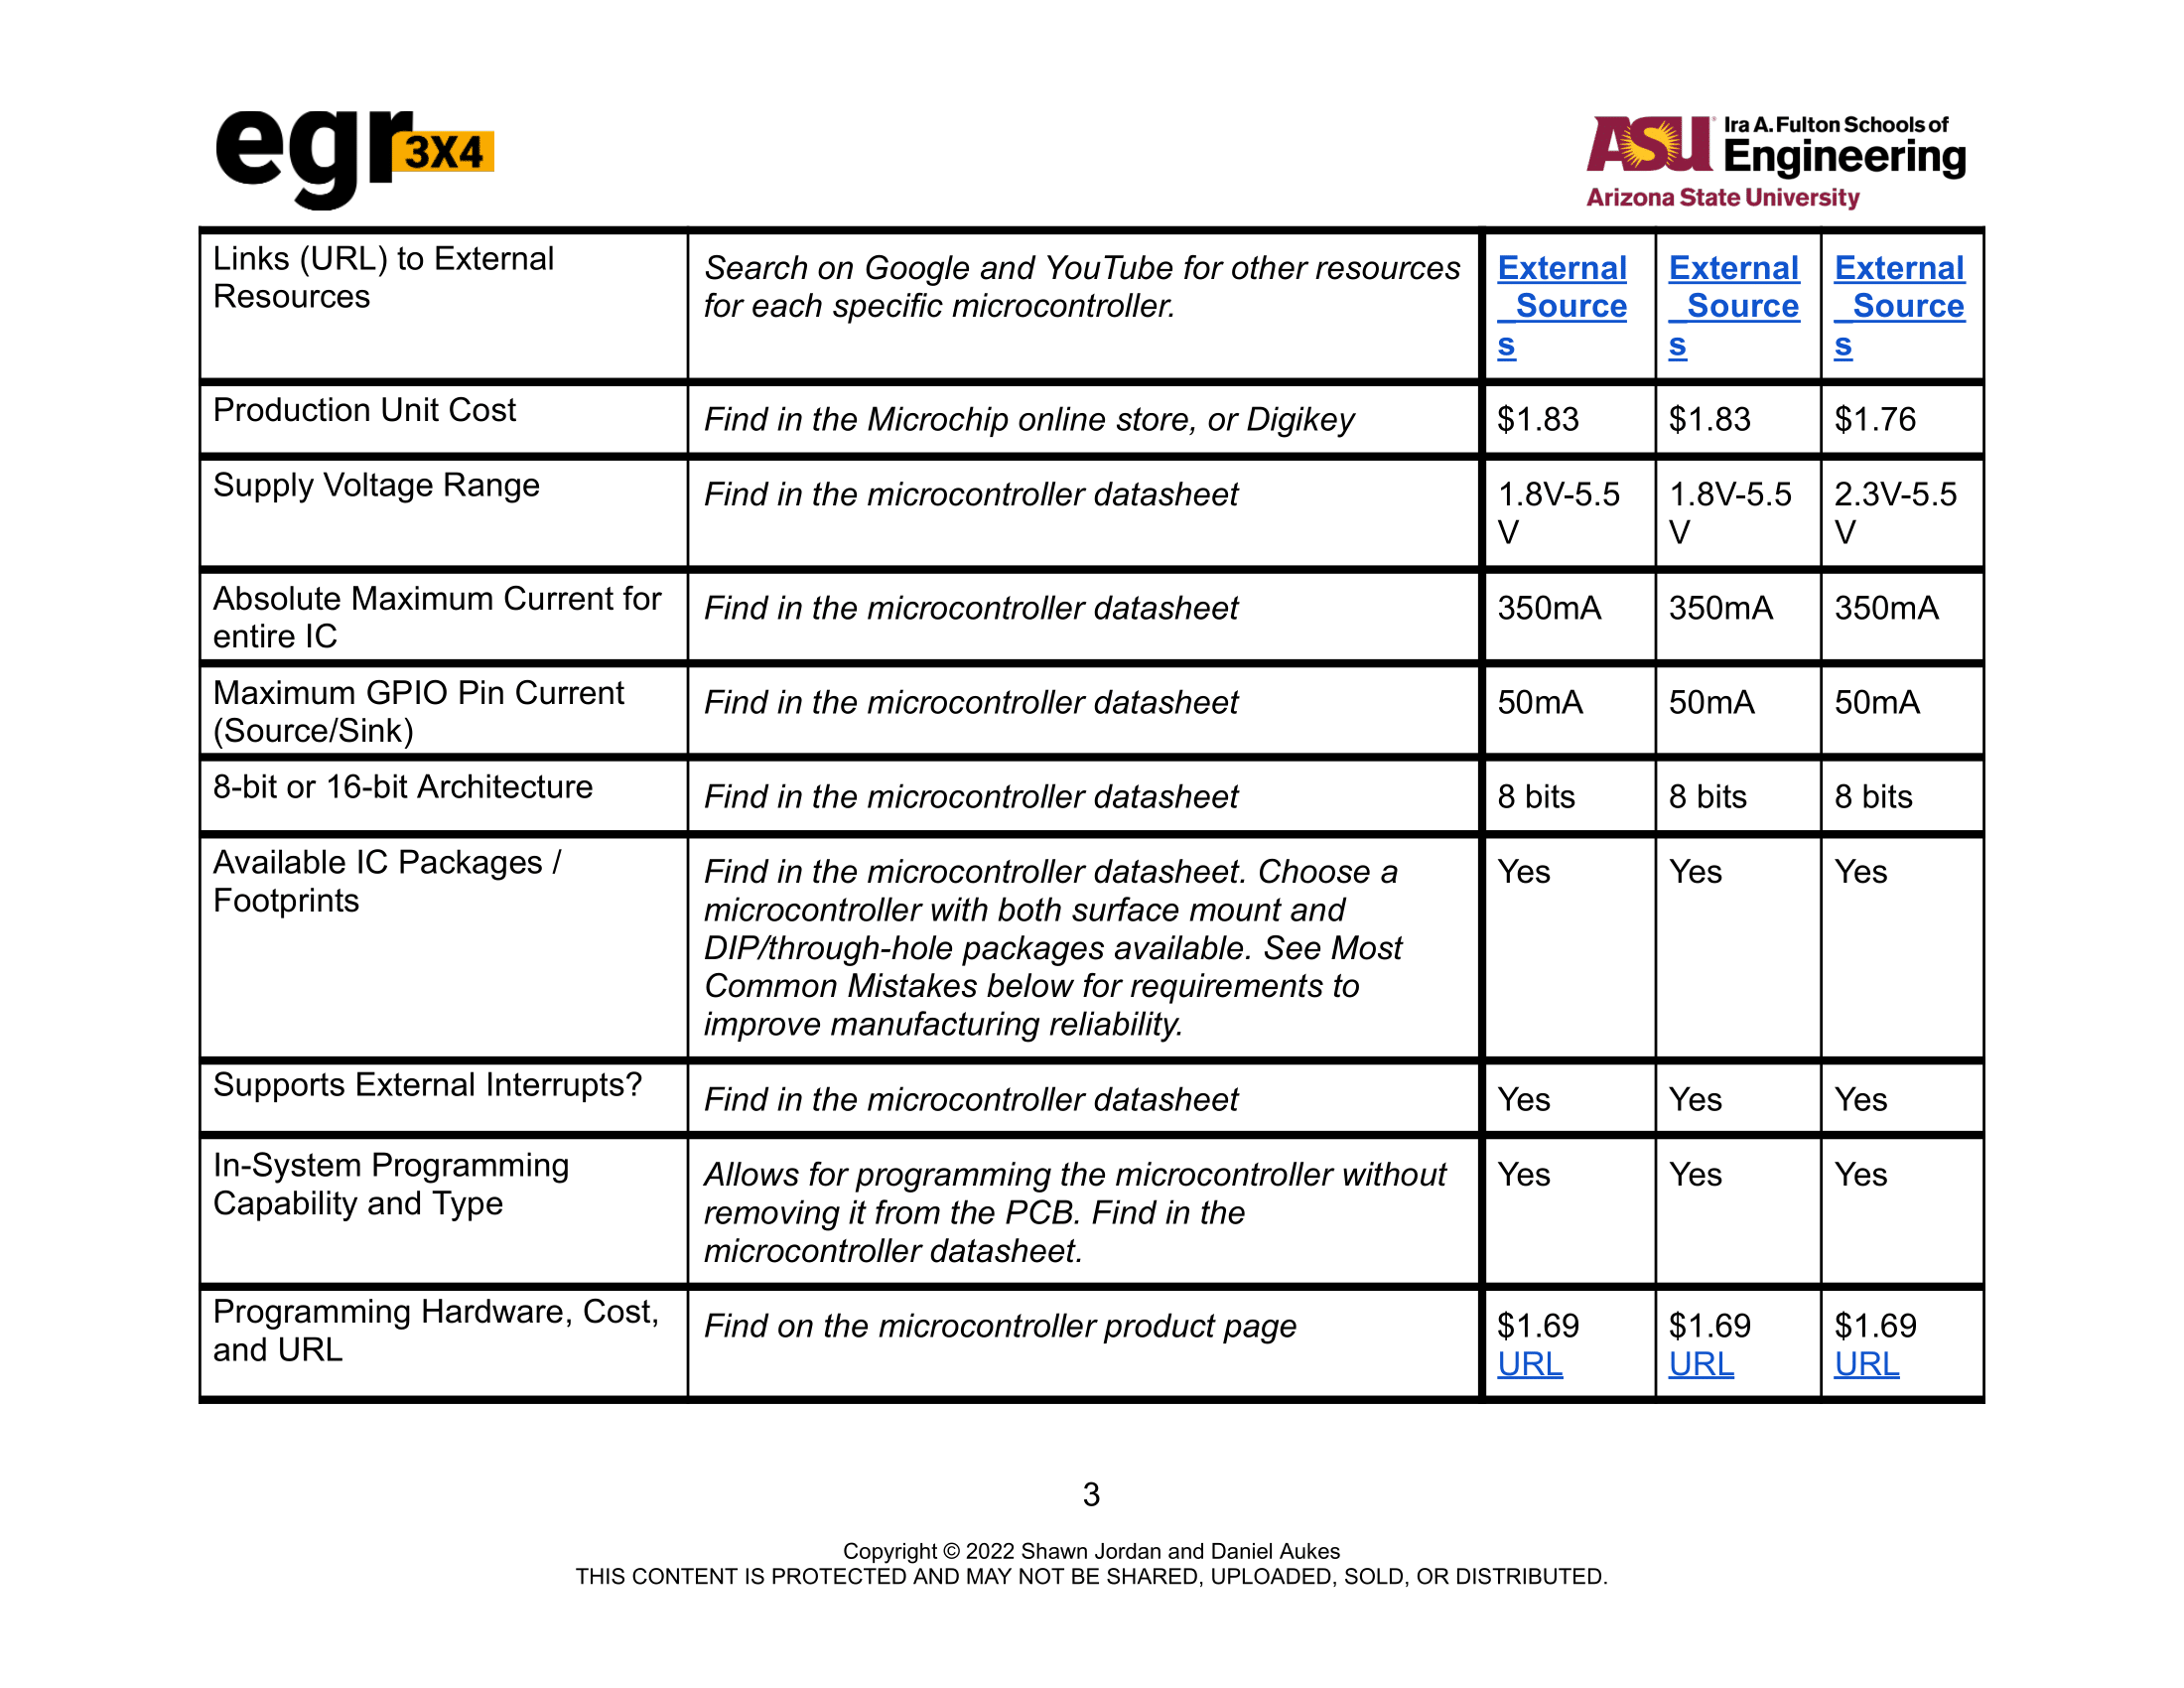 egr 3X4
ASU Ira A. Fulton Schools of
Engineering
Arizona State University
Links (URL) to External
Resources
Search on Google and YouTube for other resources
for each specific microcontroller.
External
_Source
s
External
_Source
s
External
_Source
s
Production Unit Cost
Find in the Microchip online store, or Digikey
$1.83
$1.83
$1.76
Supply Voltage Range
Find in the microcontroller datasheet
1.8V-5.5
V
1.8V-5.5
V
2.3V-5.5
V
Absolute Maximum Current for
entire IC
Find in the microcontroller datasheet
350mA
350mA
350mA
Maximum GPIO Pin Current
(Source/Sink)
Find in the microcontroller datasheet
50mA
50mA
50mA
8-bit or 16-bit Architecture
Find in the microcontroller datasheet
8 bits
8 bits
8 bits
Available IC Packages /
Footprints
Find in the microcontroller datasheet. Choose a
microcontroller with both surface mount and
DIP/through-hole packages available. See Most
Common Mistakes below for requirements to
improve manufacturing reliability.
Yes
Yes
Yes
Supports External Interrupts?
Find in the microcontroller datasheet
Yes
Yes
Yes
In-System Programming
Capability and Type
Allows for programming the microcontroller without
removing it from the PCB. Find in the
microcontroller datasheet.
Yes
Yes
Yes
Programming Hardware, Cost,
and URL
Find on the microcontroller product page
$1.69
URL
$1.69
URL
$1.69
URL
3
Copyright © 2022 Shawn Jordan and Daniel Aukes
THIS CONTENT IS PROTECTED AND MAY NOT BE SHARED, UPLOADED, SOLD, OR DISTRIBUTED.